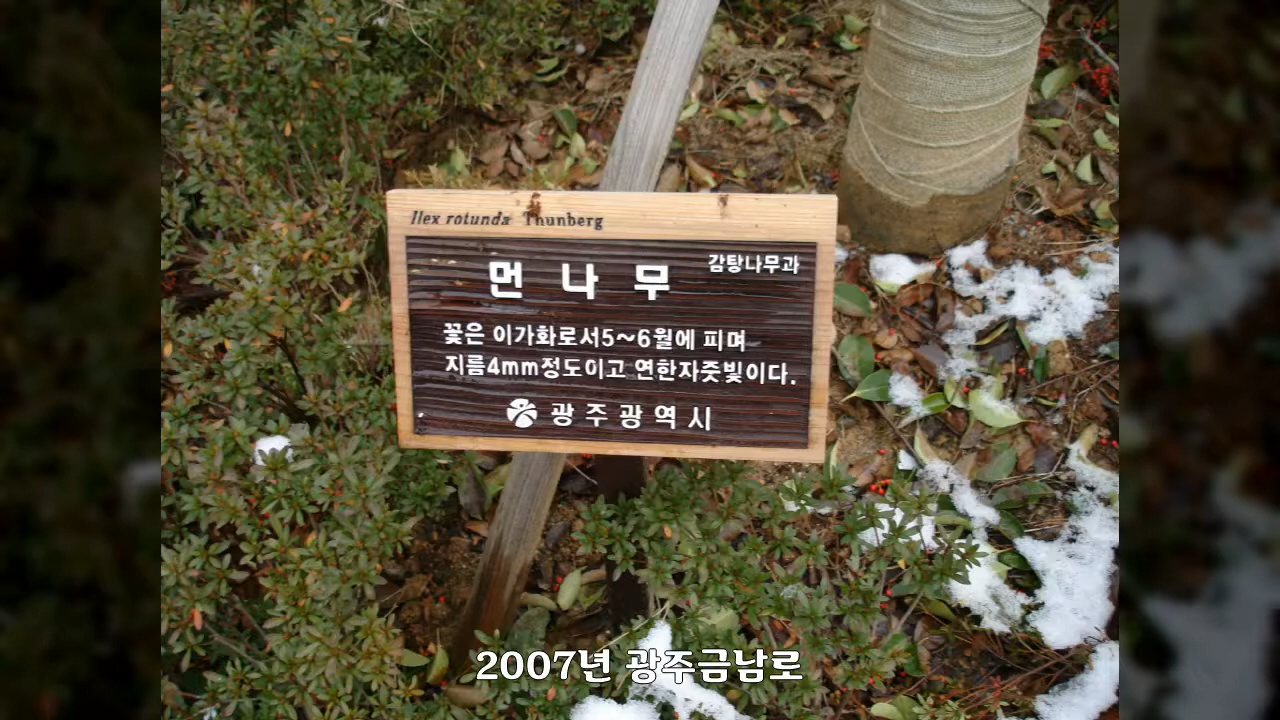 Ilex rotunda Thunberg
감탕나무과
먼나무
꽃은 이가화로서5~6월에 피며
지름4mm정도이고 연한자줏빛이다.
광주광역시
2007년 광주금남로